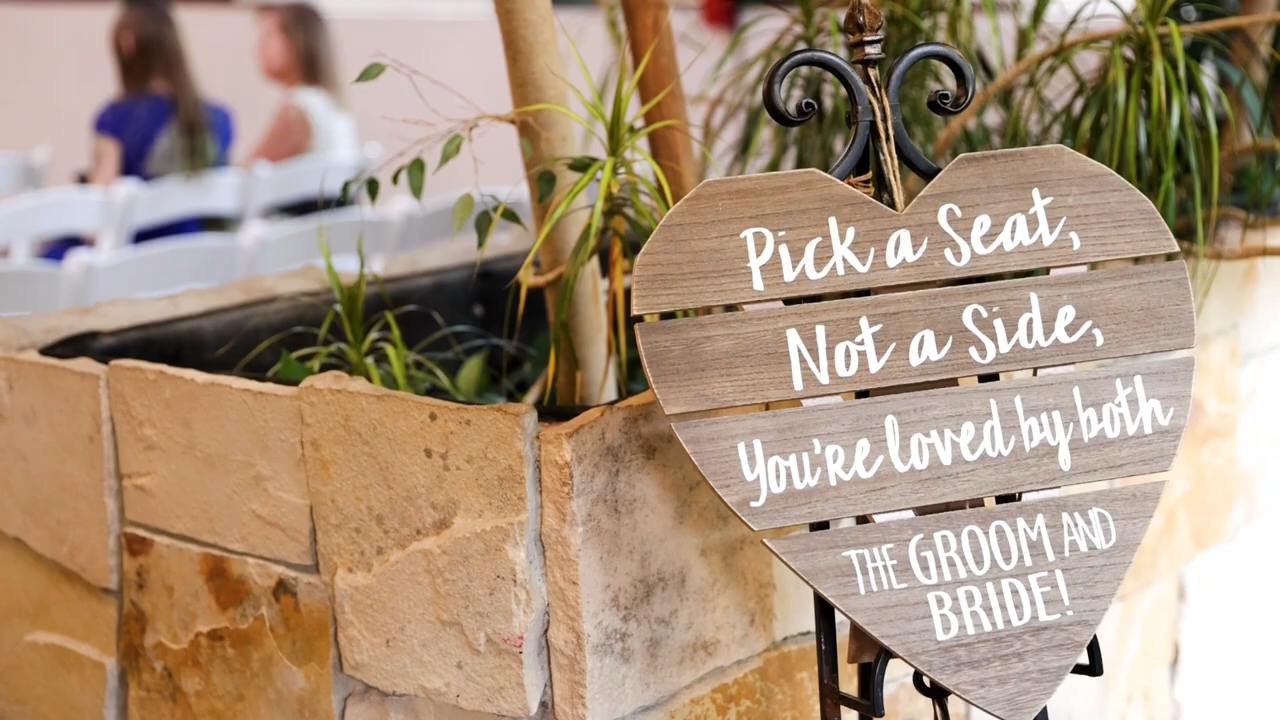 Pick a Seat,
Not a Side,
You're loved by both
THE GROOM AND
BRIDE!